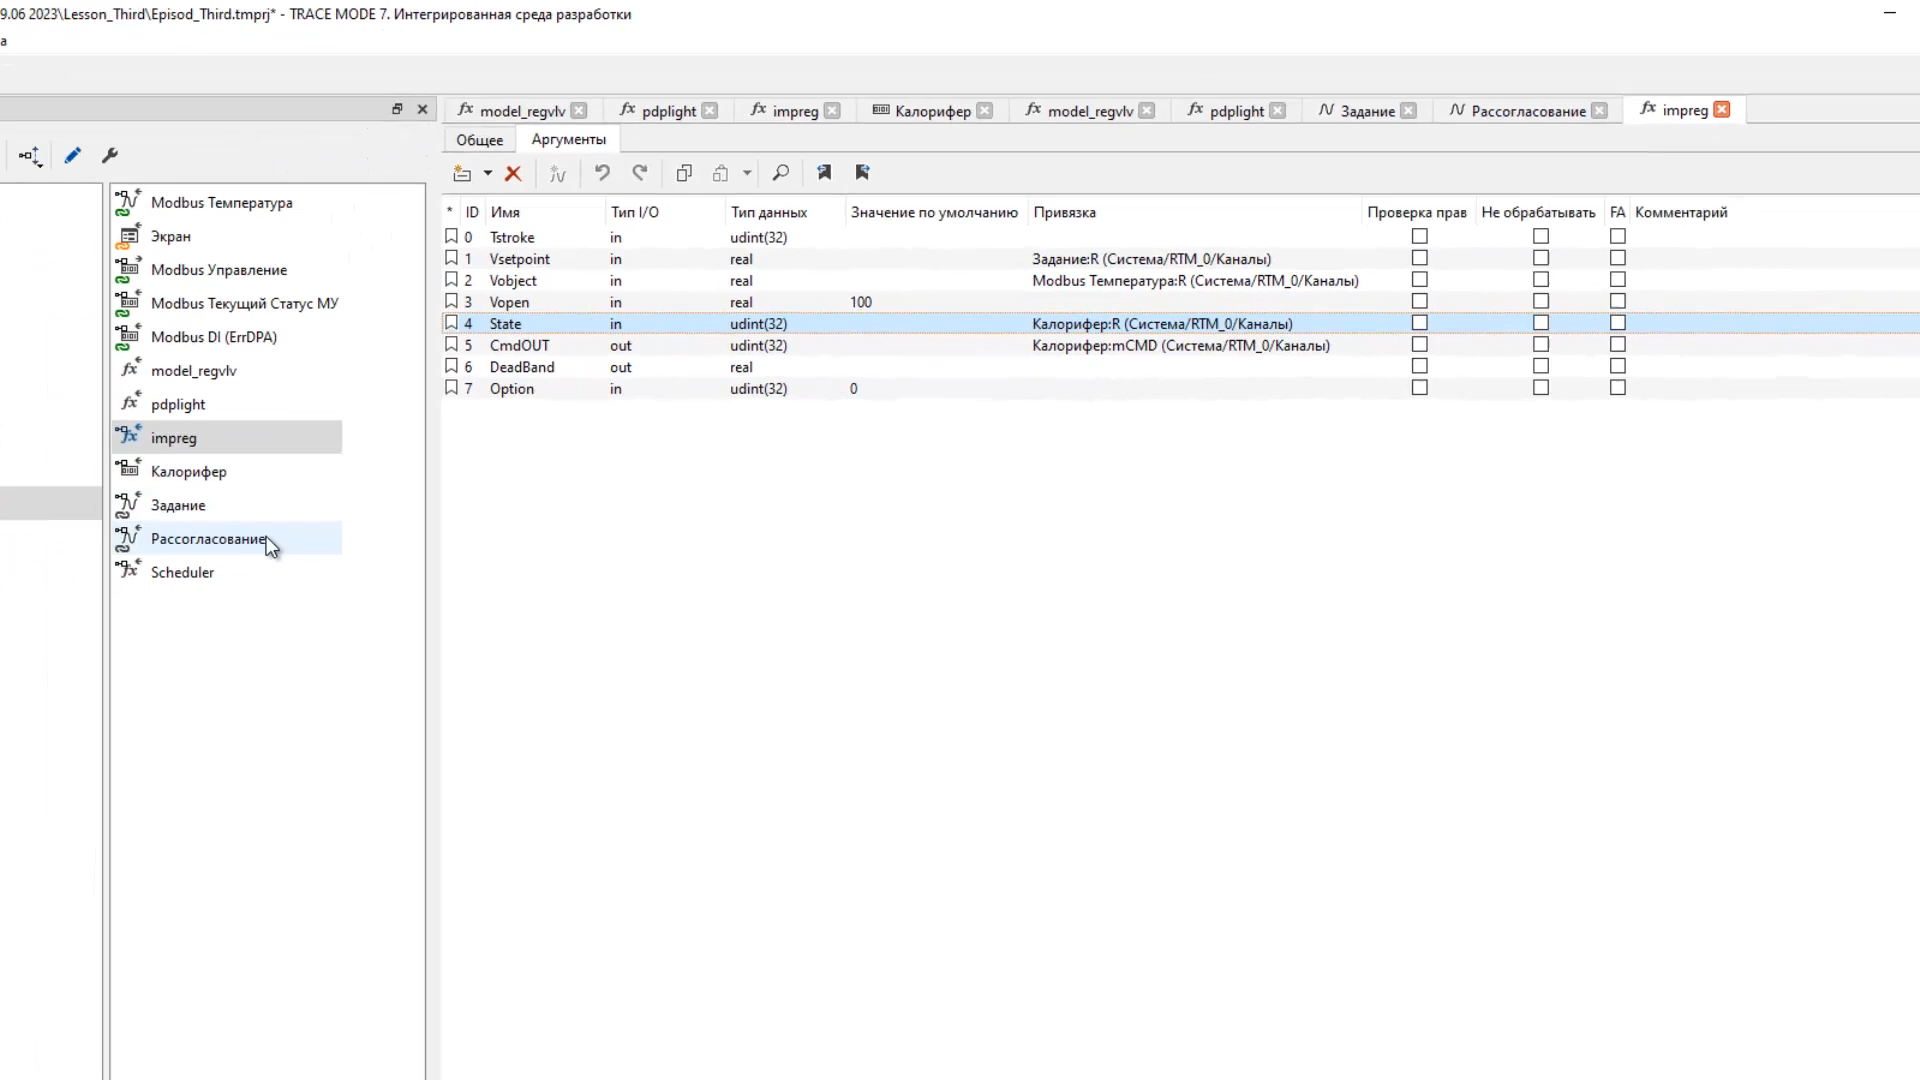 9.06 2023\Lesson_Third\Episod_Third.tmprj* - TRACE MODE 7. Интегрированная среда разработки
а
model_regvlv pdplight impreg Калорифер model_regvlv pdplight Задание Рассогласование impreg
Общее Аргументы
* ID Имя Тип I/O Тип данных Значение по умолчанию Привязка Проверка прав Не обрабатывать FA Комментарий
0 Tstroke in udint(32)
1 Vsetpoint in real Задание:R (Система/RTM_0/Каналы)
2 Vobject in real Modbus Температура:R (Система/RTM_0/Каналы)
3 Vopen in real 100
4 State in udint(32) Калорифер:R (Система/RTM_0/Каналы)
5 CmdOUT out udint(32) Калорифер:mCMD (Система/RTM_0/Каналы)
6 DeadBand out real
7 Option in udint(32) 0
Modbus Температура
Экран
Modbus Управление
Modbus Текущий Статус МУ
Modbus DI (ErrDPA)
model_regvlv
pdplight
impreg
Калорифер
Задание
Рассогласование
Scheduler